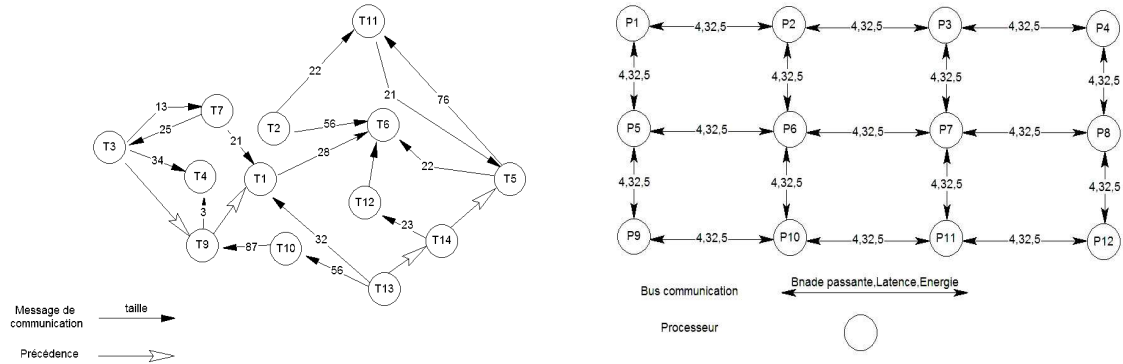 T11
22
21
76
13
T7
T2
56
T6
25
T3
21
28
34
T4
T1
22
T5
T12
3
23
T9
87
T10
32
T14
56
T13
Message de
communication
taille
Précédence
P1
4,32,5
P2
4,32,5
P3
4,32,5
P4
4,32,5
4,32,5
4,32,5
4,32,5
P5
4,32,5
P6
4,32,5
P7
4,32,5
P8
4,32,5
4,32,5
4,32,5
4,32,5
P9
4,32,5
P10
4,32,5
P11
4,32,5
P12
Bus communication
Bnade passante,Latence,Energie
Processeur